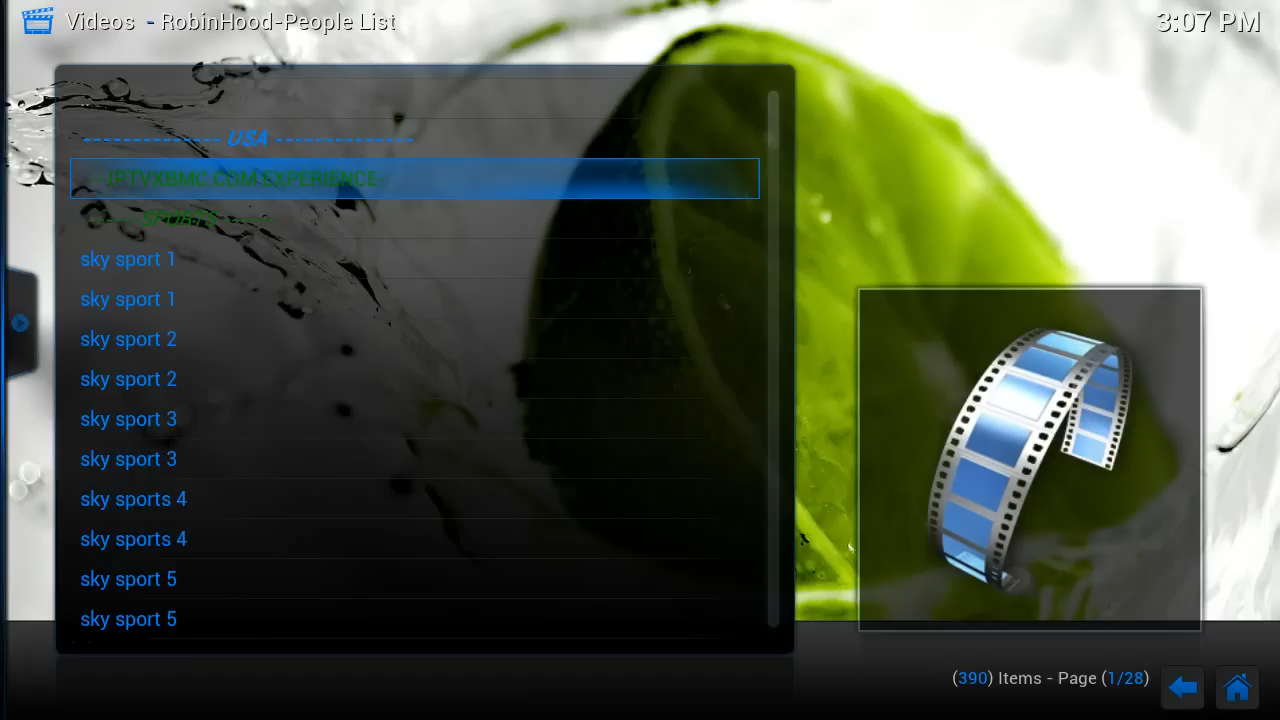 Videos - RobinHood-People List
3:07 PM
------------------ USA ------------------
IPTVXBMC.COM EXPERIENCE
SPORTS
sky sport 1
sky sport 1
sky sport 2
sky sport 2
sky sport 3
sky sport 3
sky sports 4
sky sports 4
sky sport 5
sky sport 5
(390) Items - Page (1/28)